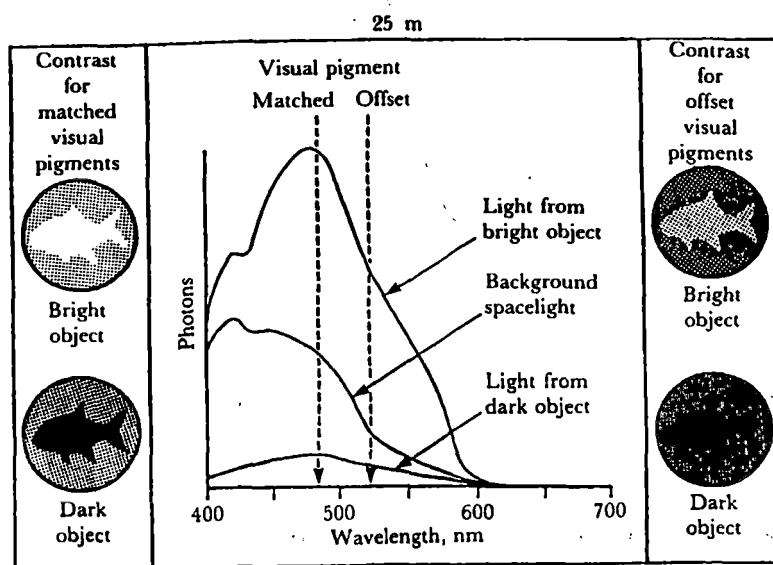 25 m
Contrast
for
matched
visual
pigments
Bright
object
Dark
object
Visual pigment
Matched Offset
Light from
bright object
Background
spacelight
Light from
dark object
Photons
400 500 600 700
Wavelength, nm
Contrast
for
offset
visual
pigments
Bright
object
Dark
object